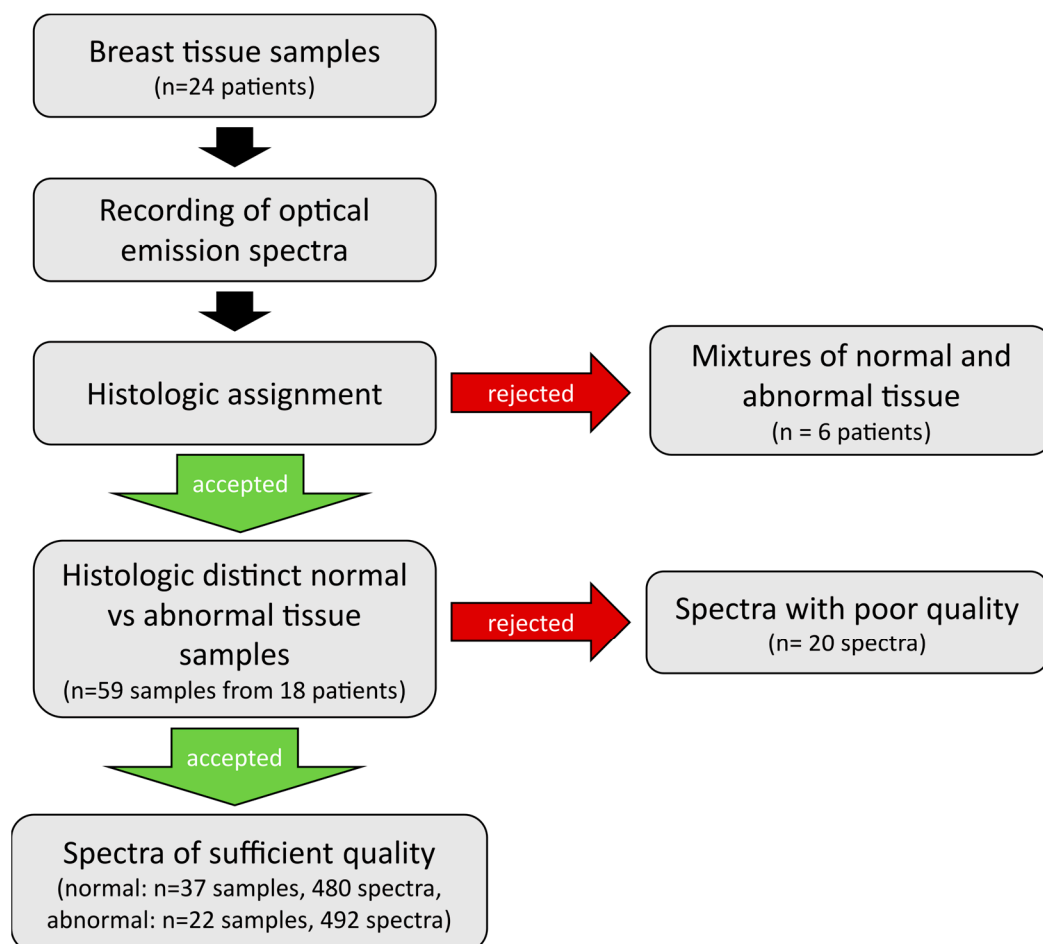 Breast tissue samples
(n=24 patients)
Recording of optical
emission spectra
Histologic assignment
rejected
Mixtures of normal and
abnormal tissue
(n = 6 patients)
accepted
Histologic distinct normal
vs abnormal tissue
samples
(n=59 samples from 18 patients)
rejected
Spectra with poor quality
(n= 20 spectra)
accepted
Spectra of sufficient quality
(normal: n=37 samples, 480 spectra,
abnormal: n=22 samples, 492 spectra)